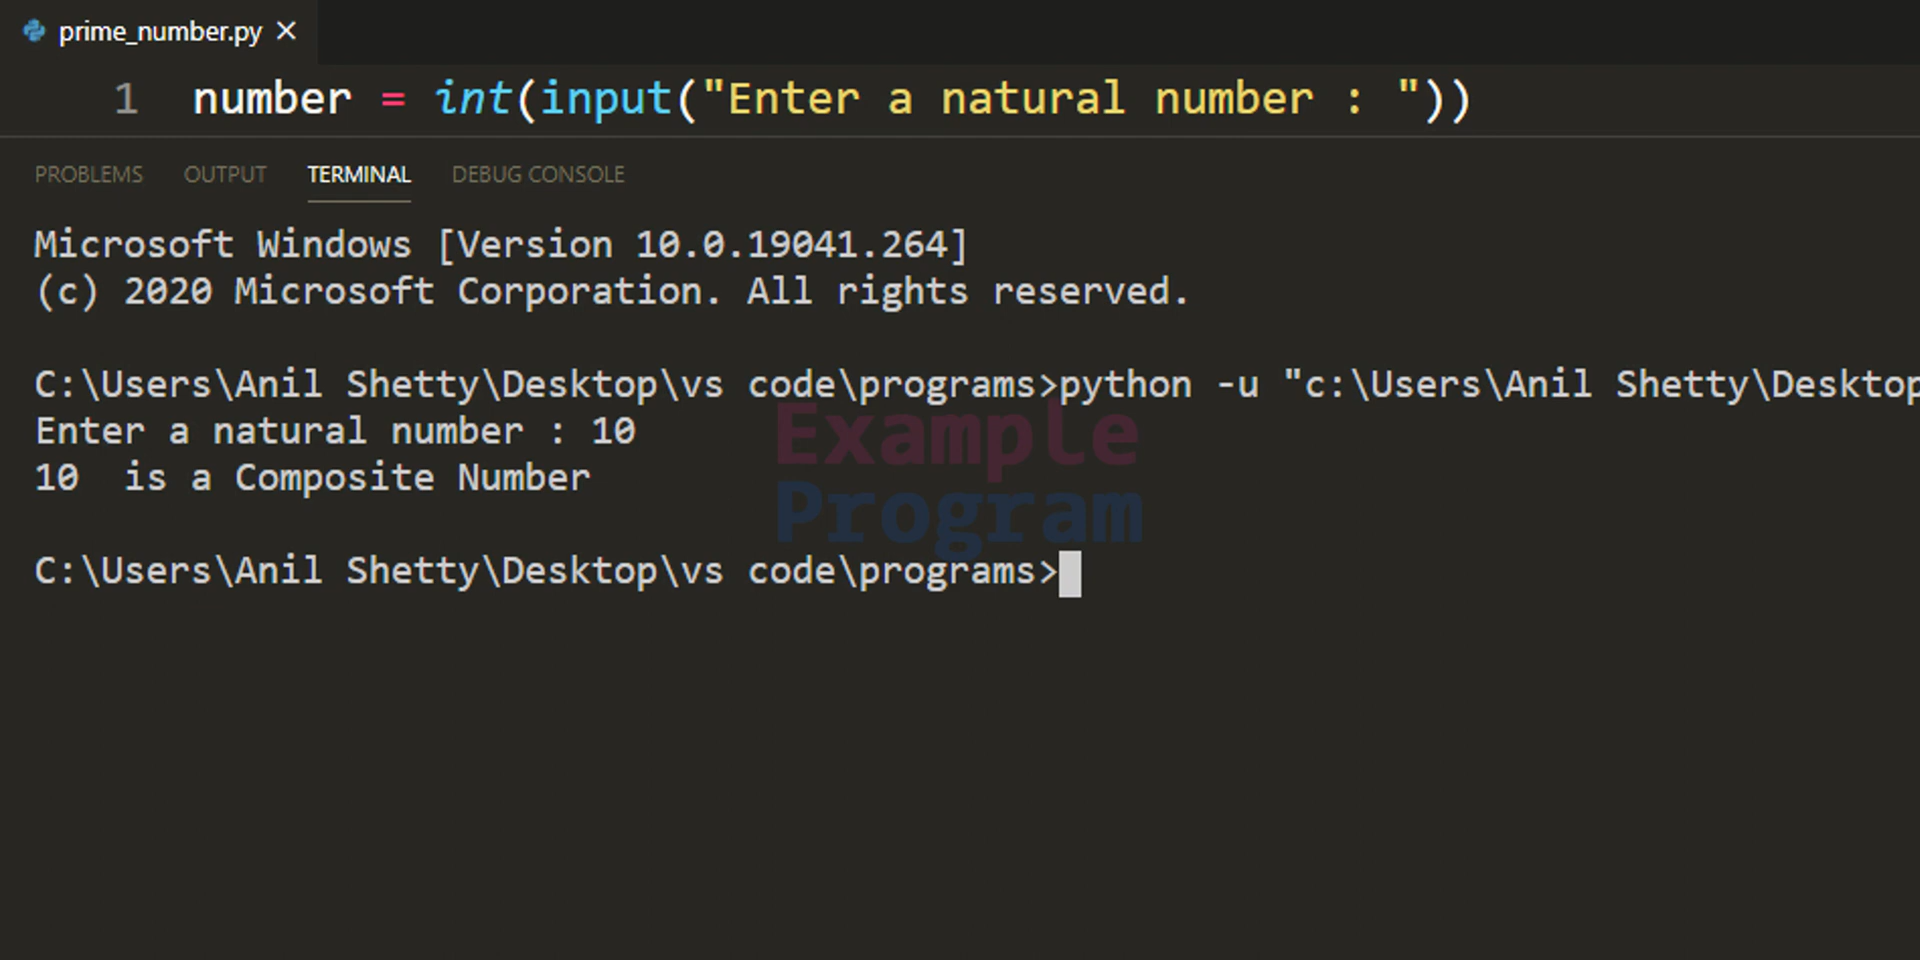 prime_number.py
1 number = int(input("Enter a natural number : "))
PROBLEMS OUTPUT TERMINAL DEBUG CONSOLE
Microsoft Windows [Version 10.0.19041.264]
(c) 2020 Microsoft Corporation. All rights reserved.
C:\Users\Anil Shetty\Desktop\vs code\programs>python -u "c:\Users\Anil Shetty\Desktop
Enter a natural number : 10
10  is a Composite Number
Example
Program
C:\Users\Anil Shetty\Desktop\vs code\programs>